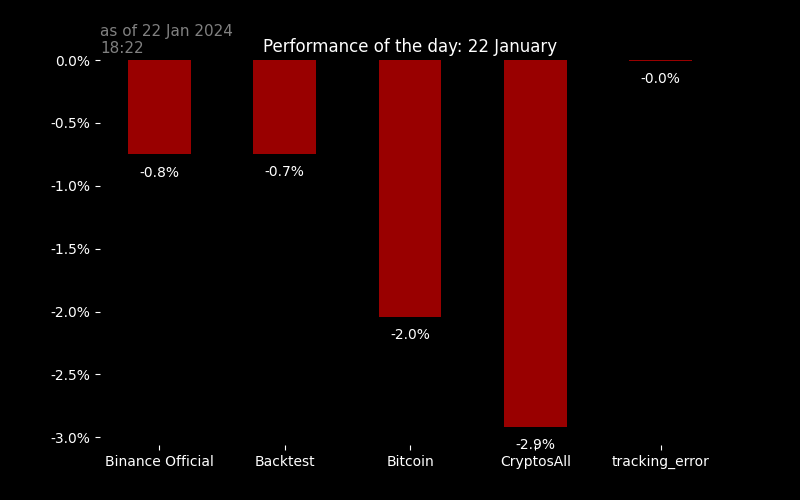 as of 22 Jan 2024
18:22
Performance of the day: 22 January
0.0%
-0.5%
-1.0%
-1.5%
-2.0%
-2.5%
-3.0%
-0.8%
-0.7%
-2.0%
-2.9%
-0.0%
Binance Official
Backtest
Bitcoin
CryptosAll
tracking_error